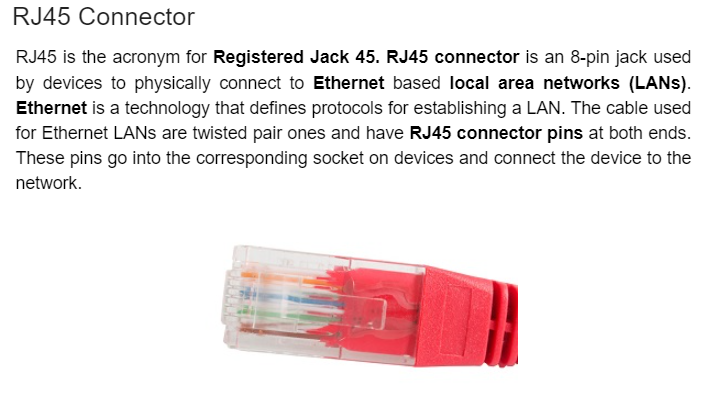 RJ45 Connector
RJ45 is the acronym for Registered Jack 45. RJ45 connector is an 8-pin jack used
by devices to physically connect to Ethernet based local area networks (LANs).
Ethernet is a technology that defines protocols for establishing a LAN. The cable used
for Ethernet LANs are twisted pair ones and have RJ45 connector pins at both ends.
These pins go into the corresponding socket on devices and connect the device to the
network.